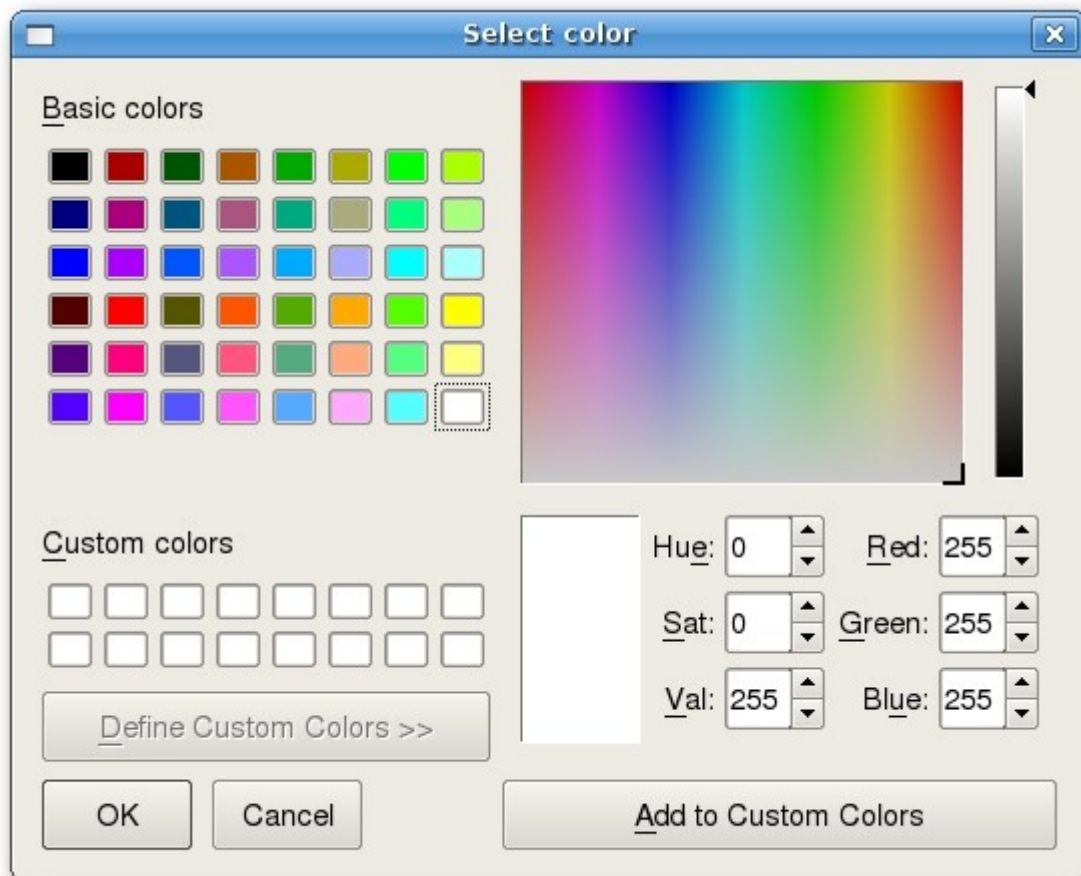 Select color
Basic colors
Custom colors
Define Custom Colors >>
OK
Cancel
Hue: 0
Red: 255
Sat: 0
Green: 255
Val: 255
Blue: 255
Add to Custom Colors